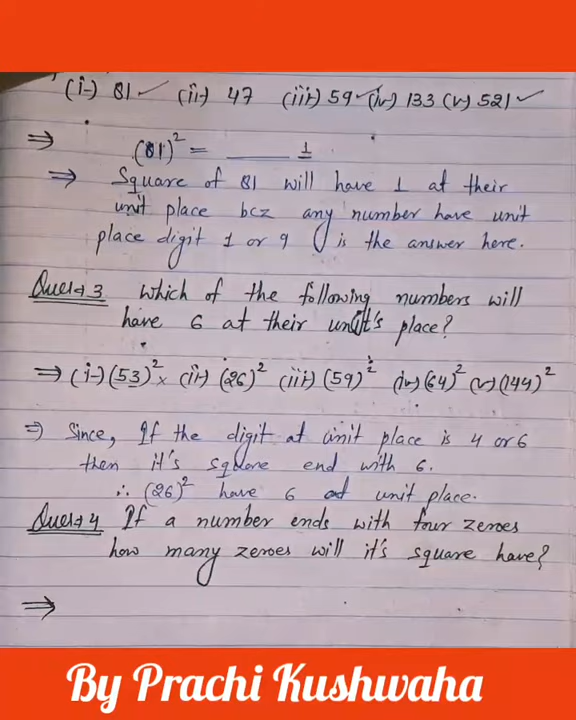 (i-) 81 ✓ (ii-) 47 (iii-) 59 ✓ (iv-) 133 (v-) 521 ✓
⇒ (81)² = ______ 1
⇒ Square of 81 will have 1 at their
unit place bcz any number have unit
place digit 1 or 9 is the answer here.
Ques→3 Which of the following numbers will
have 6 at their unit's place?
⇒ (i-) (53)² × (ii-) (26)² (iii-) (59)² (iv-) (64)² (v-) (144)²
⇒ Since, If the digit at unit place is 4 or 6
then it's square end with 6.
∴ (26)² have 6 at unit place.
Ques→4 If a number ends with four zeroes
how many zeroes will it's square have?
⇒
By Prachi Kushwaha